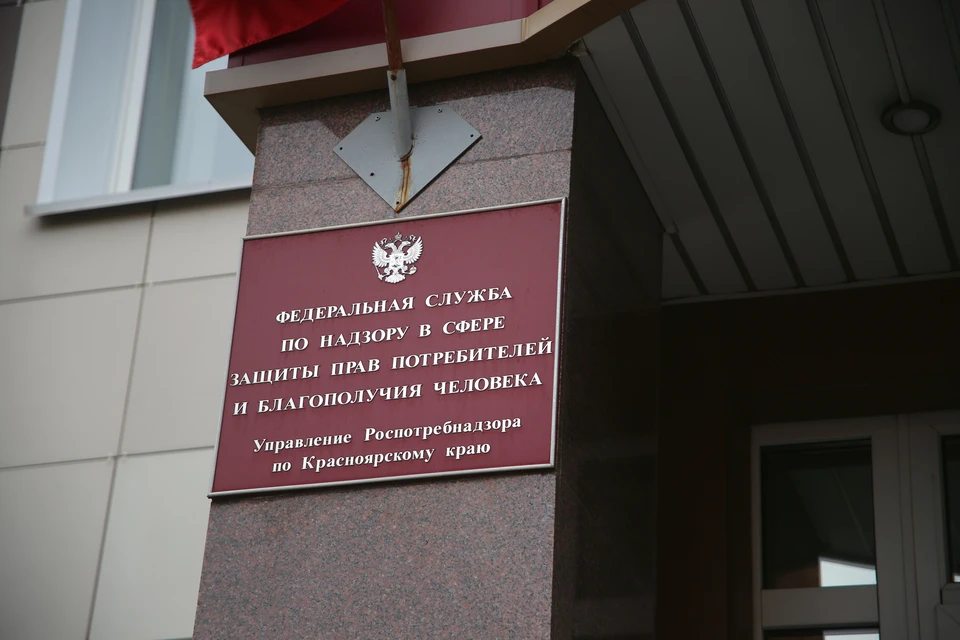 ФЕДЕРАЛЬНАЯ СЛУЖБА
ПО НАДЗОРУ В СФЕРЕ
ЗАЩИТЫ ПРАВ ПОТРЕБИТЕЛЕЙ
И БЛАГОПОЛУЧИЯ ЧЕЛОВЕКА
Управление Роспотребнадзора
по Красноярскому краю